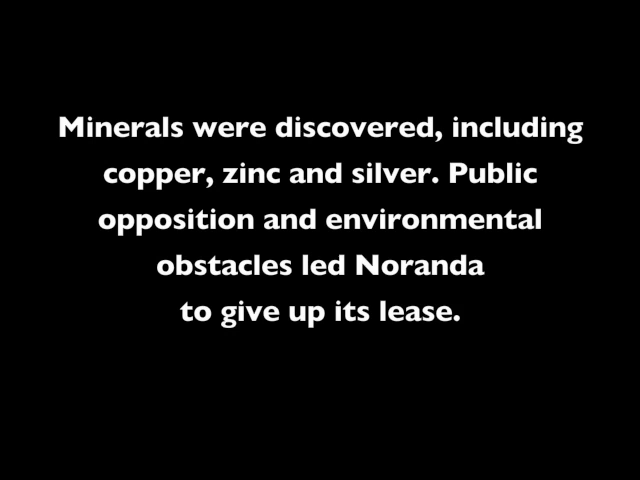 Minerals were discovered, including
copper, zinc and silver. Public
opposition and environmental
obstacles led Noranda
to give up its lease.